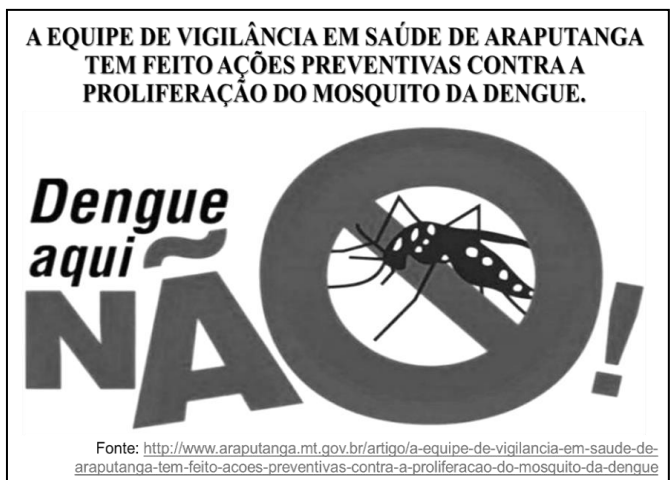 A EQUIPE DE VIGILÂNCIA EM SAÚDE DE ARAPUTANGA
TEM FEITO AÇÕES PREVENTIVAS CONTRA A
PROLIFERAÇÃO DO MOSQUITO DA DENGUE.
Dengue
aqui
NÃO!
Fonte: http://www.araputanga.mt.gov.br/artigo/a-equipe-de-vigilancia-em-saude-de-
araputanga-tem-feito-acoes-preventivas-contra-a-proliferacao-do-mosquito-da-dengue